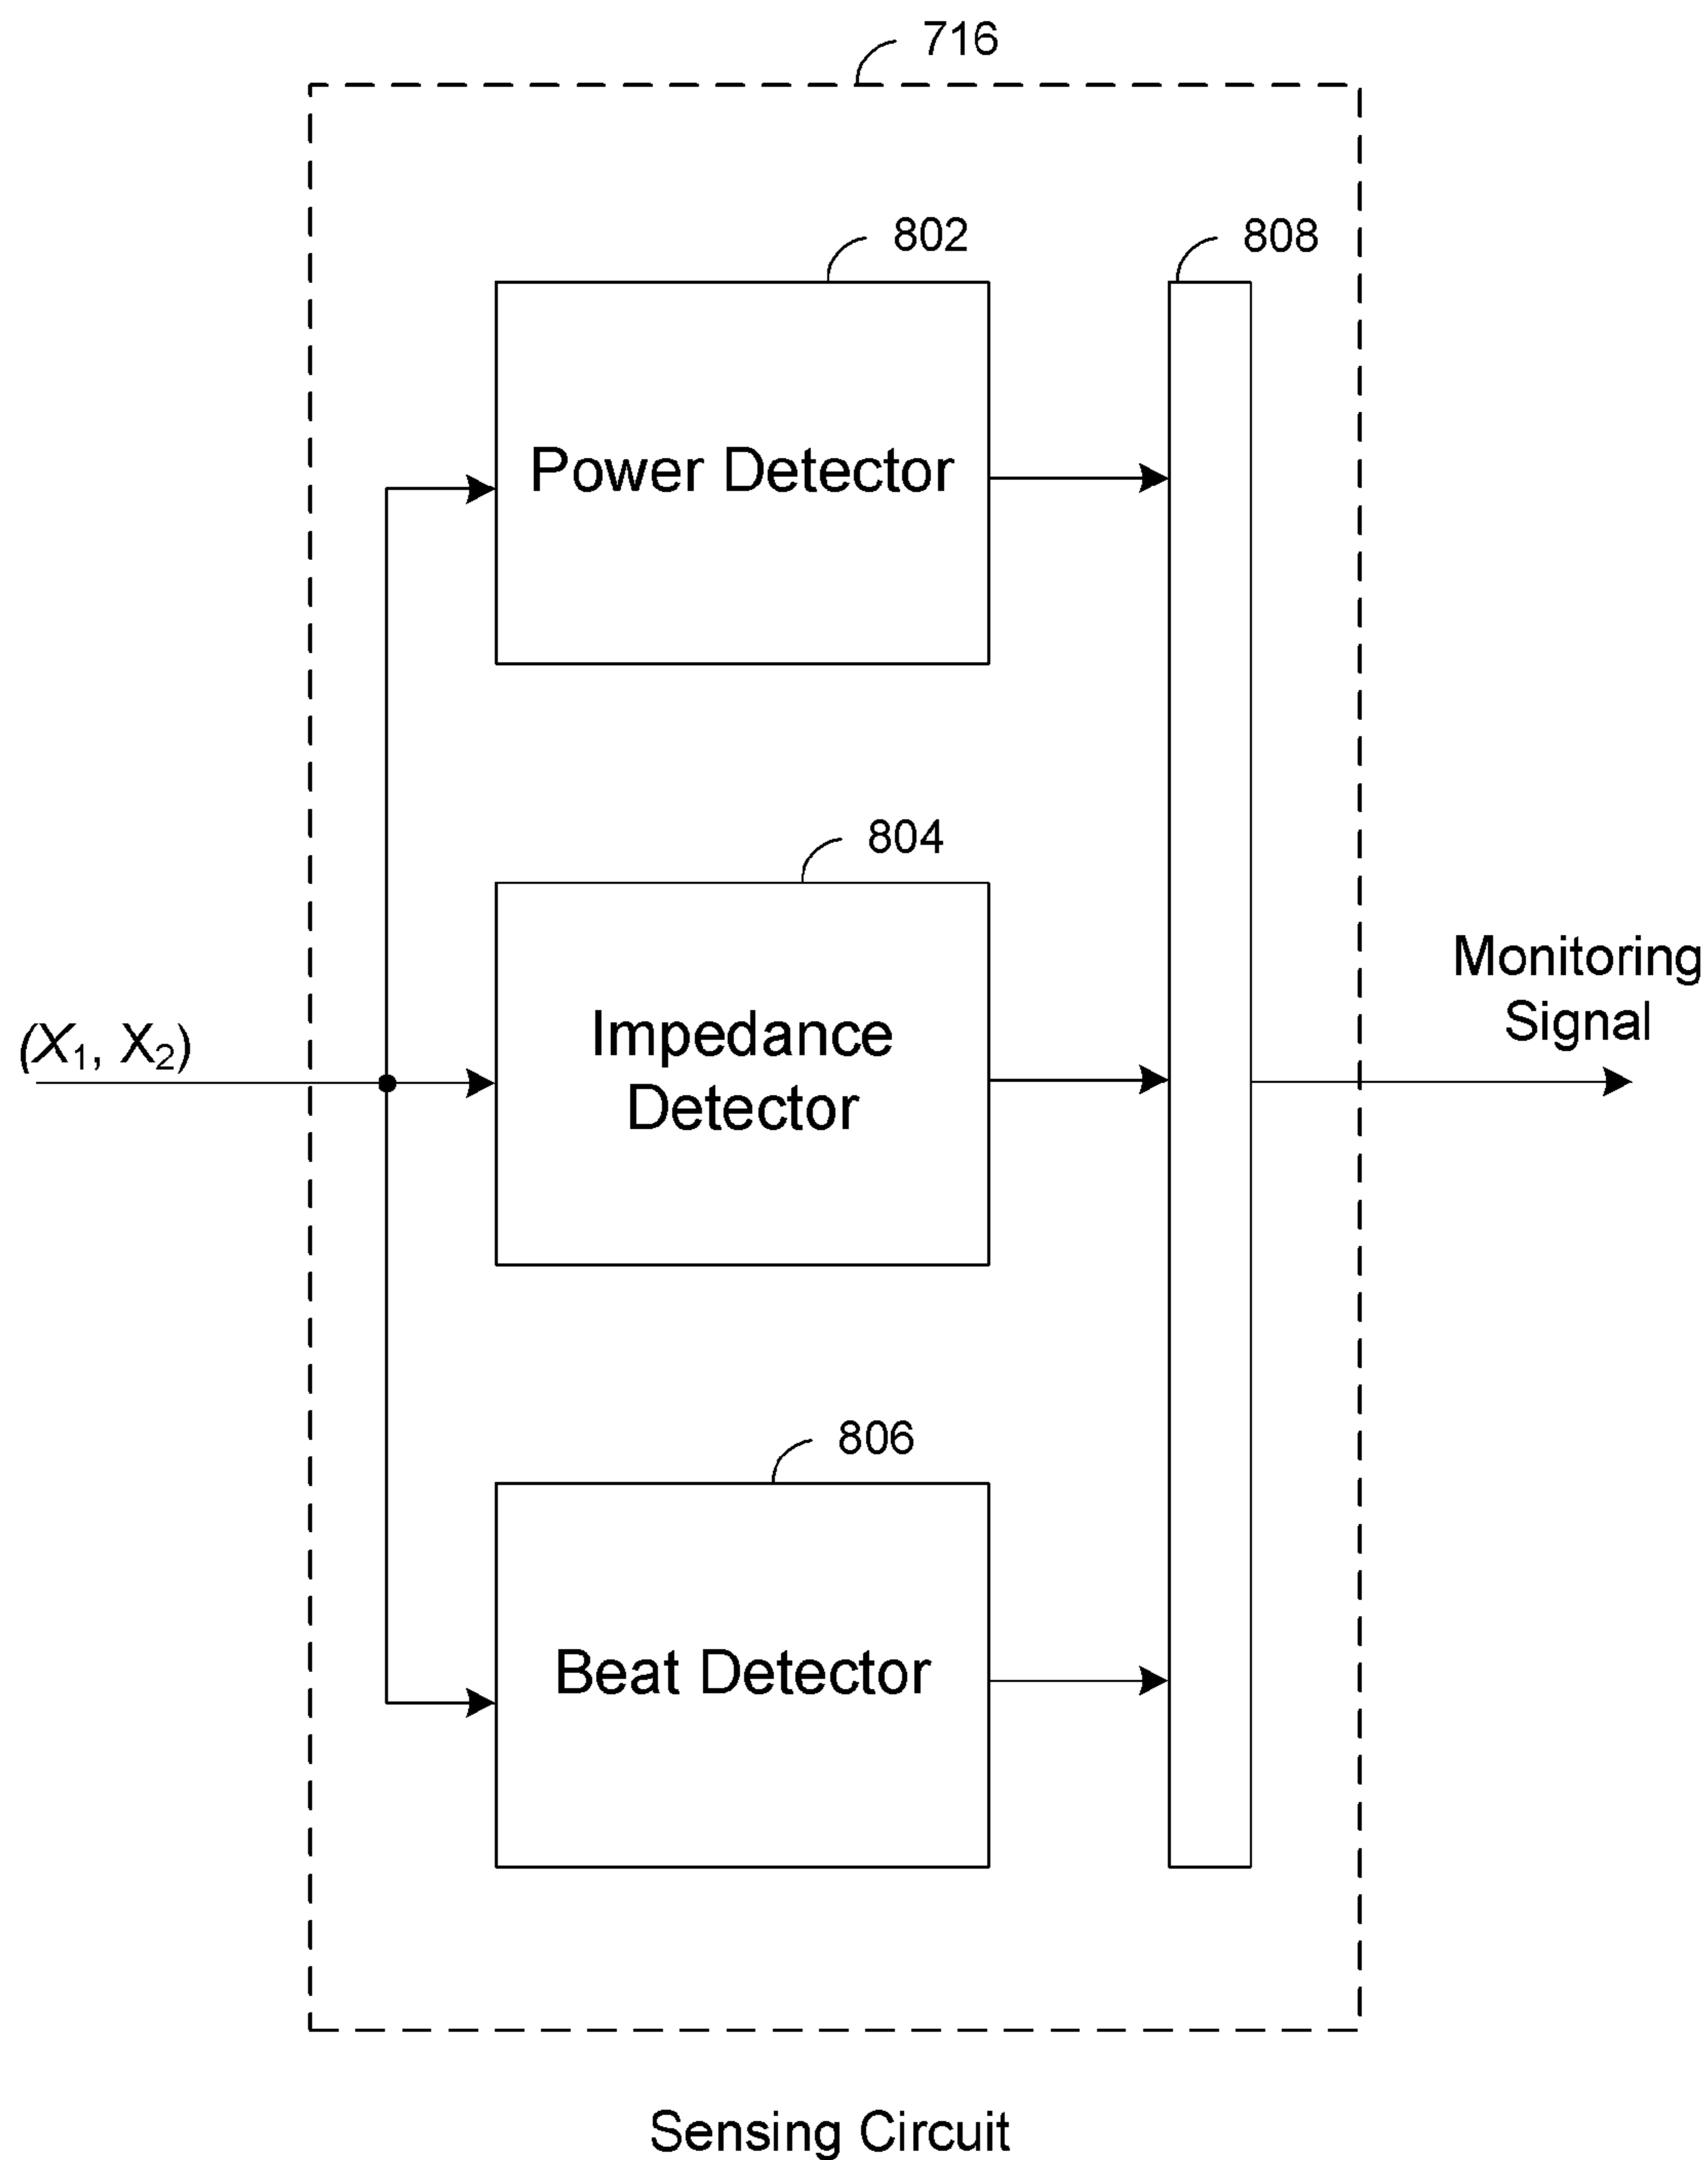 716
802
808
Power Detector
804
Impedance
Detector
(X₁, X₂)
Monitoring
Signal
806
Beat Detector
Sensing Circuit